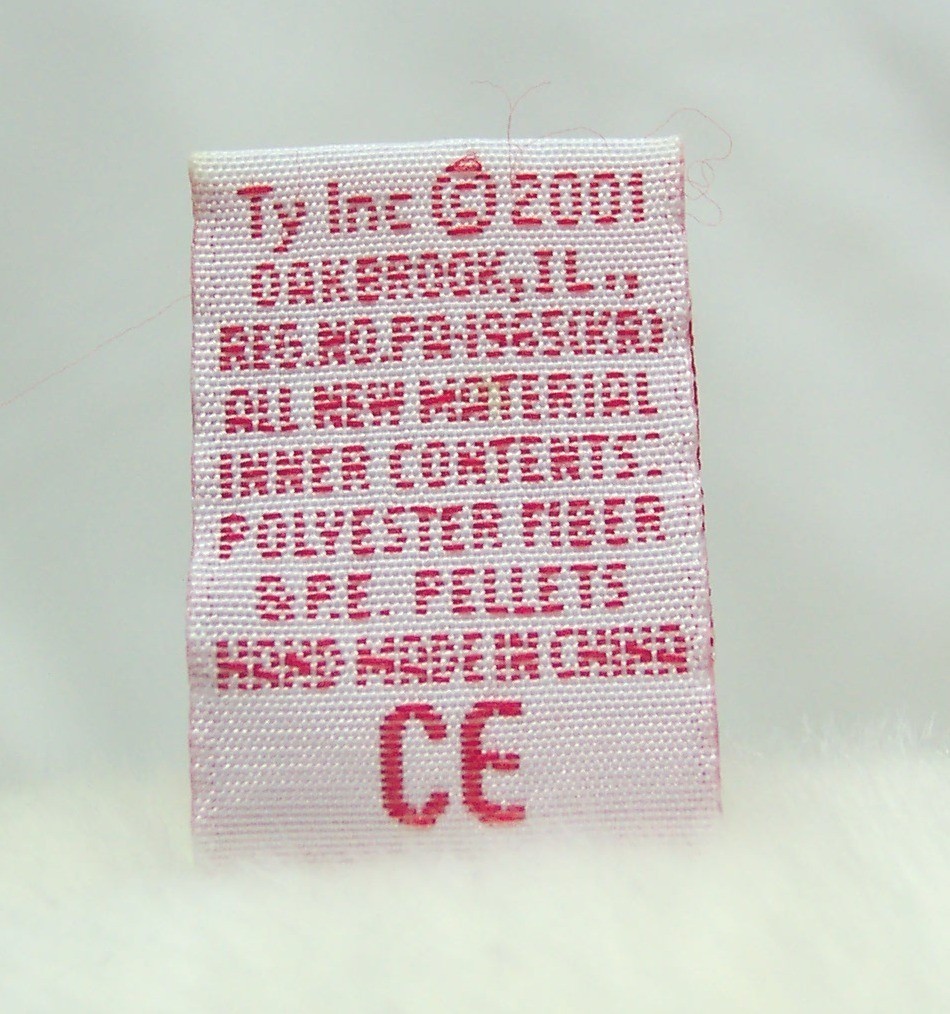 Ty Inc © 2001
OAKBROOK, IL.,
REG. NO. PA-1965(KR)
ALL NEW MATERIAL
INNER CONTENTS:
POLYESTER FIBER
& P.E. PELLETS
HAND MADE IN CHINA
CE